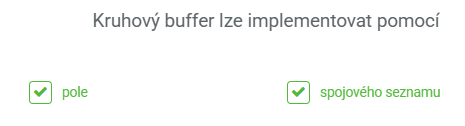 Kruhový buffer lze implementovat pomocí
pole
spojového seznamu